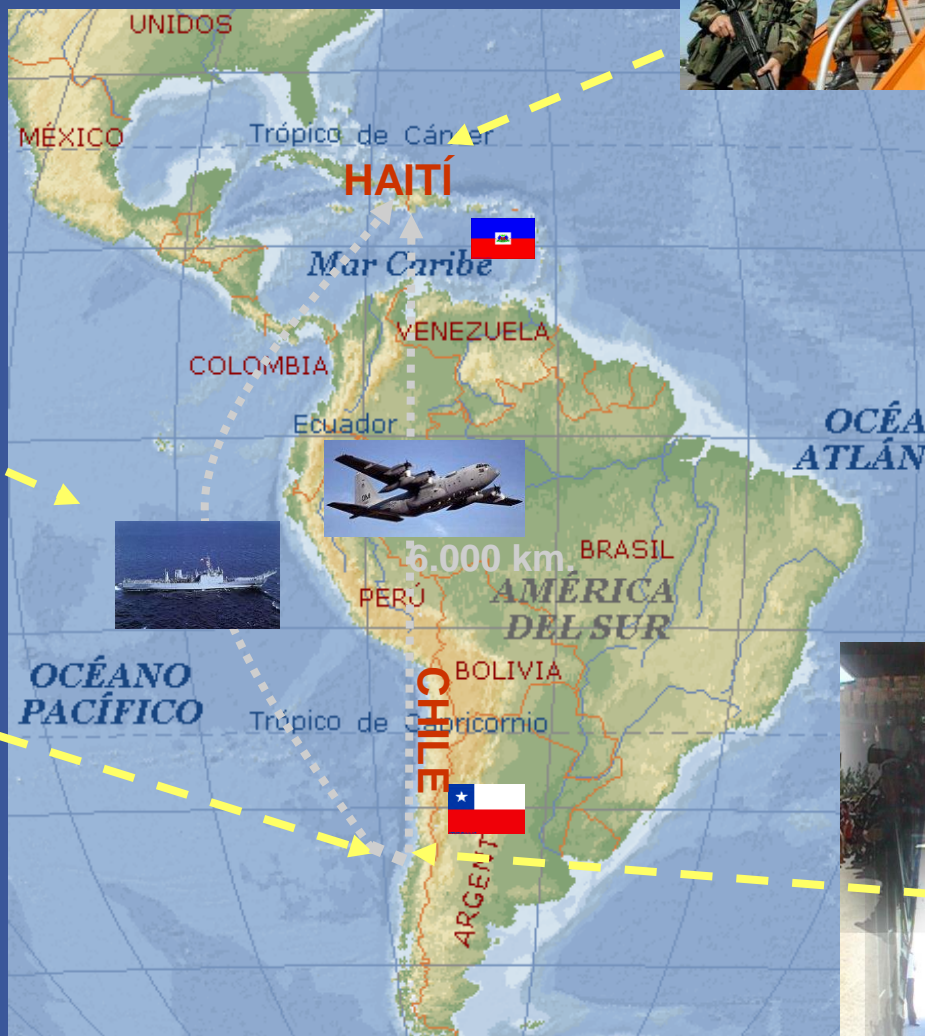 UNIDOS
MÉXICO
Trópico de Cáncer
HAITÍ
Mar Caribe
VENEZUELA
COLOMBIA
Ecuador
OCÉA
ATLÁN
6.000 km.
BRASIL
PERÚ
AMÉRICA
DEL SUR
BOLIVIA
OCÉANO
PACÍFICO
CHILE
Trópico de Capricornio
ARGENT